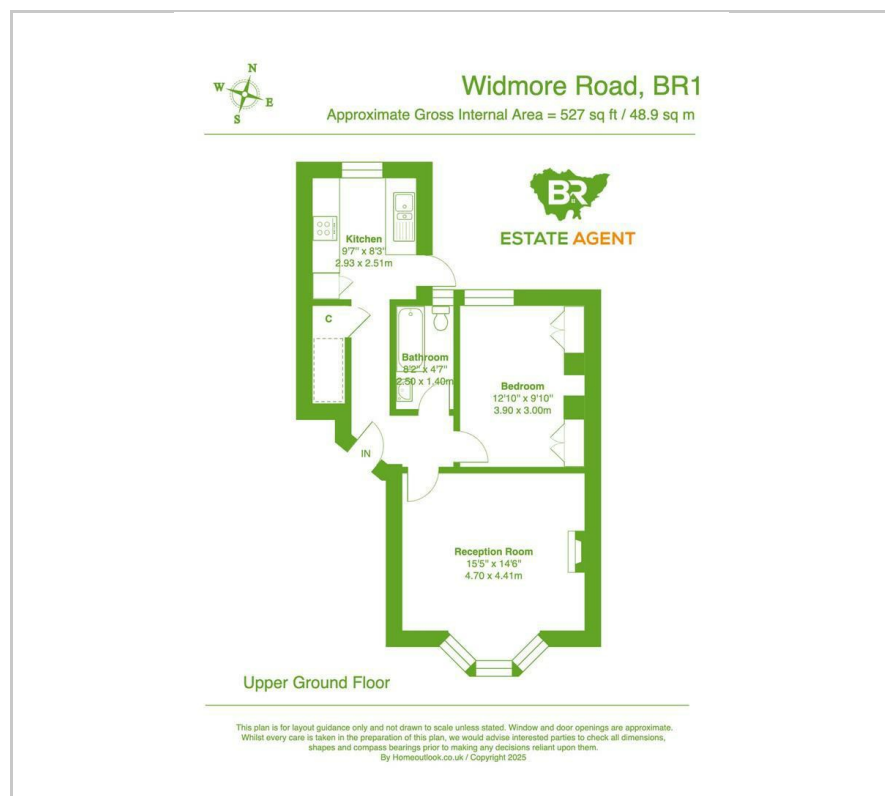 N
W
E
S
Widmore Road, BR1
Approximate Gross Internal Area = 527 sq ft / 48.9 sq m
BR
ESTATE AGENT
Kitchen
9'7" x 8'3"
2.93 x 2.51m
C
Bathroom
8'2" x 4'7"
2.50 x 1.40m
Bedroom
12'10" x 9'10"
3.90 x 3.00m
IN
Reception Room
15'5" x 14'6"
4.70 x 4.41m
Upper Ground Floor
This plan is for layout guidance only and not drawn to scale unless stated. Window and door openings are approximate.
Whilst every care is taken in the preparation of this plan, we would advise interested parties to check all dimensions,
shapes and compass bearings prior to making any decisions reliant upon them.
By Homeoutlook.co.uk / Copyright 2025